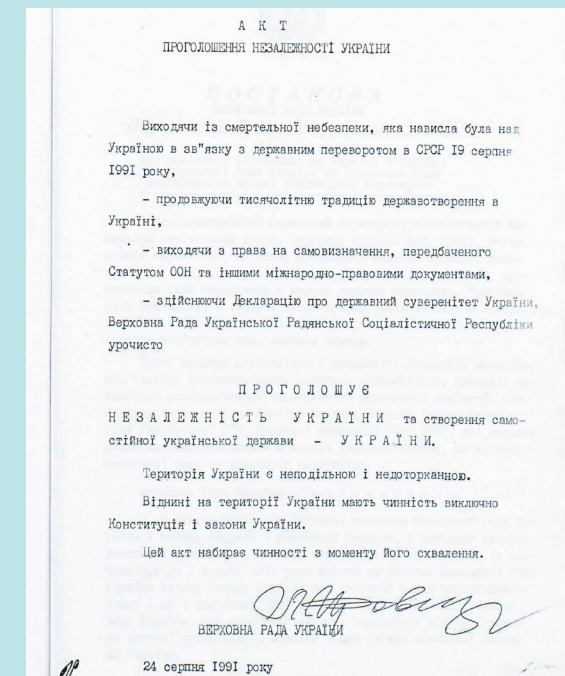 А К Т
ПРОГОЛОШЕННЯ НЕЗАЛЕЖНОСТІ УКРАЇНИ
ПОСТАНОВА
Виходячи із смертельної небезпеки, яка нависла була над
Україною в зв"язку з державним переворотом в СРСР 19 серпня
1991 року,
– продовжуючи тисячолітню традицію державотворення в
Україні,
– виходячи з права на самовизначення, передбаченого
Статутом ООН та іншими міжнародно-правовими документами,
– здійснюючи Декларацію про державний суверенітет України,
Верховна Рада Української Радянської Соціалістичної Республіки
урочисто
П Р О Г О Л О Ш У Є
Н Е З А Л Е Ж Н І С Т Ь У К Р А Ї Н И та створення само-
стійної української держави – У К Р А Ї Н И.
Територія України є неподільною і недоторканною.
Віднині на території України мають чинність виключно
Конституція і закони України.
Цей акт набирає чинності з моменту його схвалення.
ВЕРХОВНА РАДА УКРАЇНИ
24 серпня 1991 року